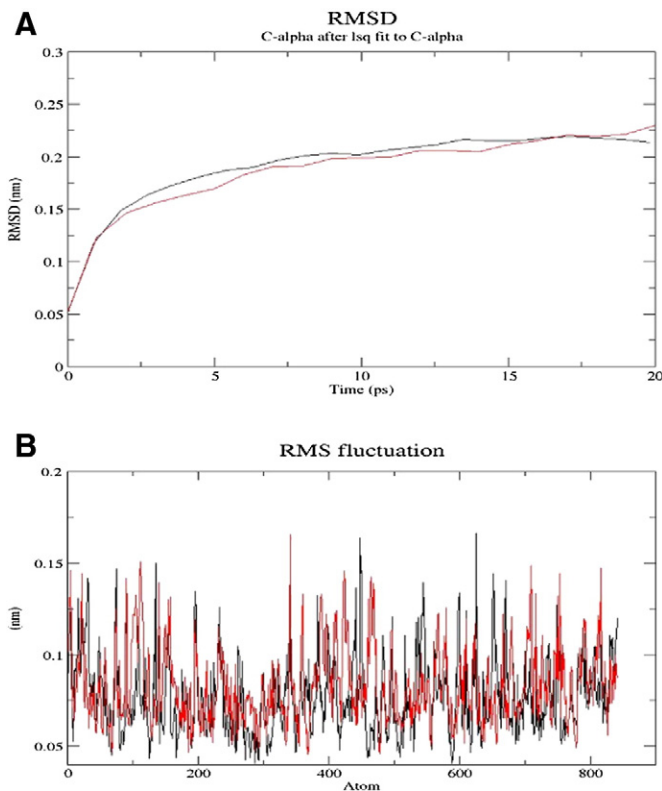 A
RMSD
C-alpha after lsq fit to C-alpha
0.3
0.25
0.2
0.15
0.1
0.05
0
RMSD (nm)
0 5 10 15 20
Time (ps)
B
RMS fluctuation
0.2
0.15
0.1
0.05
(nm)
0 200 400 600 800
Atom